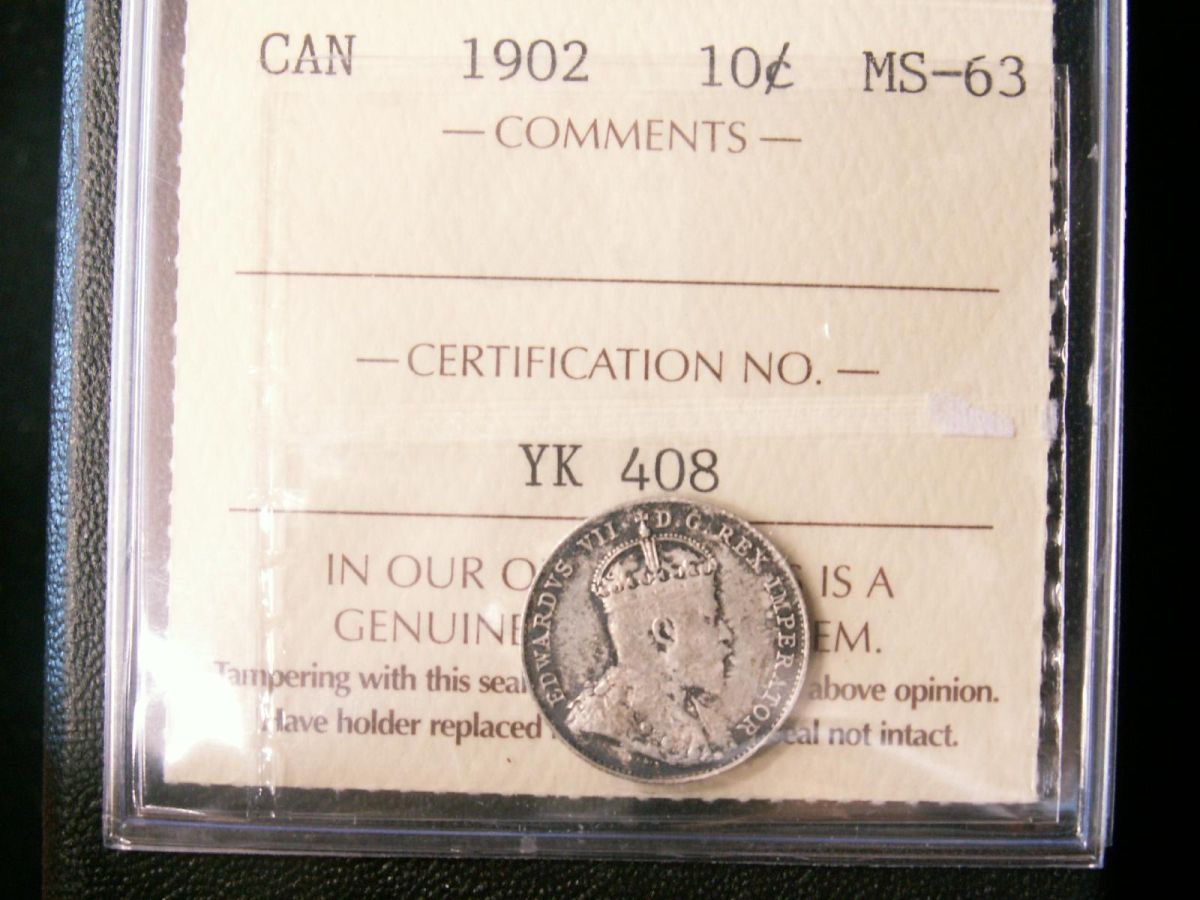 CAN 1902 10¢ MS-63
— COMMENTS —
— CERTIFICATION NO. —
YK 408
IN OUR IS A
GENUINE
Tampering with this seal above opinion.
Have holder replaced seal not intact.
EDWARDVS VII D.G. REX IMPERATOR